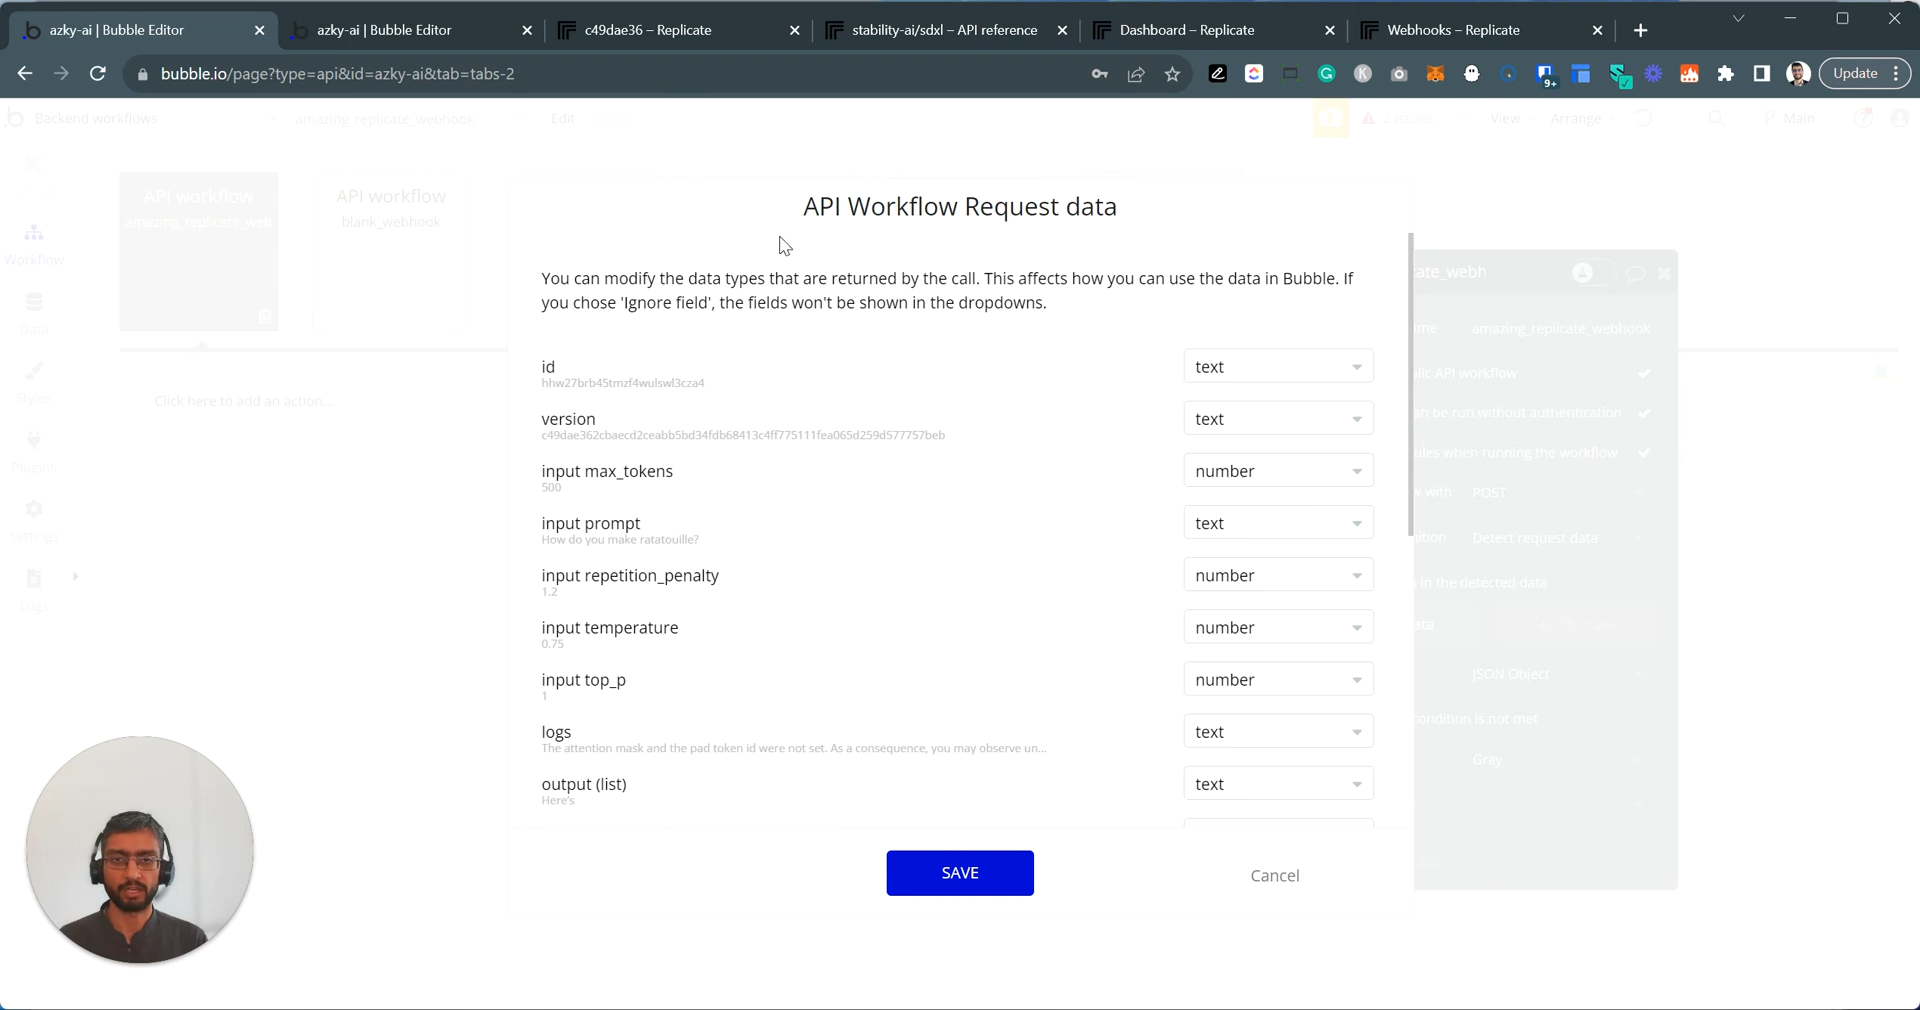 azky-ai | Bubble Editor
azky-ai | Bubble Editor
c49dae36 – Replicate
stability-ai/sdxl – API reference
Dashboard – Replicate
Webhooks – Replicate
bubble.io/page?type=api&id=azky-ai&tab=tabs-2
9+
Update
Backend workflows
amazing_replicate_webhook
Edit
2 issues
View
Arrange
Main
API workflow
amazing_replicate_web
API workflow
blank_webhook
Workflow
Data
Styles
Plugins
Settings
Logs
Click here to add an action...
API Workflow Request data
You can modify the data types that are returned by the call. This affects how you can use the data in Bubble. If
you chose 'Ignore field', the fields won't be shown in the dropdowns.
id
text
hhw27brb45tmzf4wulswl3cza4
version
text
c49dae362cbaecd2ceabb5bd34fdb68413c4ff775111fea065d259d577757beb
input max_tokens
number
500
input prompt
text
How do you make ratatouille?
input repetition_penalty
number
1.2
input temperature
number
0.75
input top_p
number
1
logs
text
The attention mask and the pad token id were not set. As a consequence, you may observe un...
output (list)
text
Here's
SAVE
Cancel
cate_webh
me
amazing_replicate_webhook
lic API workflow
an be run without authentication
ules when running the workflow
w with
POST
nition
Detect request data
s in the detected data
ata
JSON Object
condition is not met
Gray